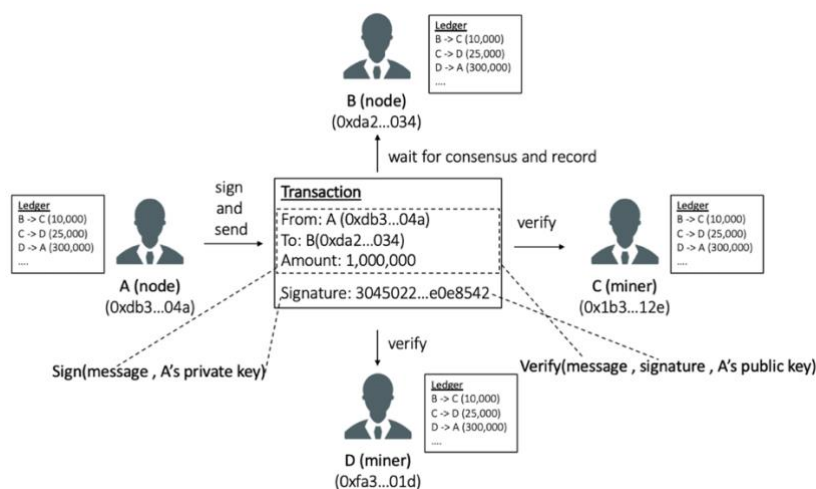 Ledger
B -> C (10,000)
C -> D (25,000)
D -> A (300,000)
....
B (node)
(0xda2...034)
wait for consensus and record
Ledger
B -> C (10,000)
C -> D (25,000)
D -> A (300,000)
....
A (node)
(0xdb3...04a)
sign
and
send
Transaction
From: A (0xdb3...04a)
To: B(0xda2...034)
Amount: 1,000,000
Signature: 3045022...e0e8542
verify
Ledger
B -> C (10,000)
C -> D (25,000)
D -> A (300,000)
....
C (miner)
(0x1b3...12e)
verify
Sign(message , A's private key)
Verify(message , signature , A's public key)
Ledger
B -> C (10,000)
C -> D (25,000)
D -> A (300,000)
....
D (miner)
(0xfa3...01d)